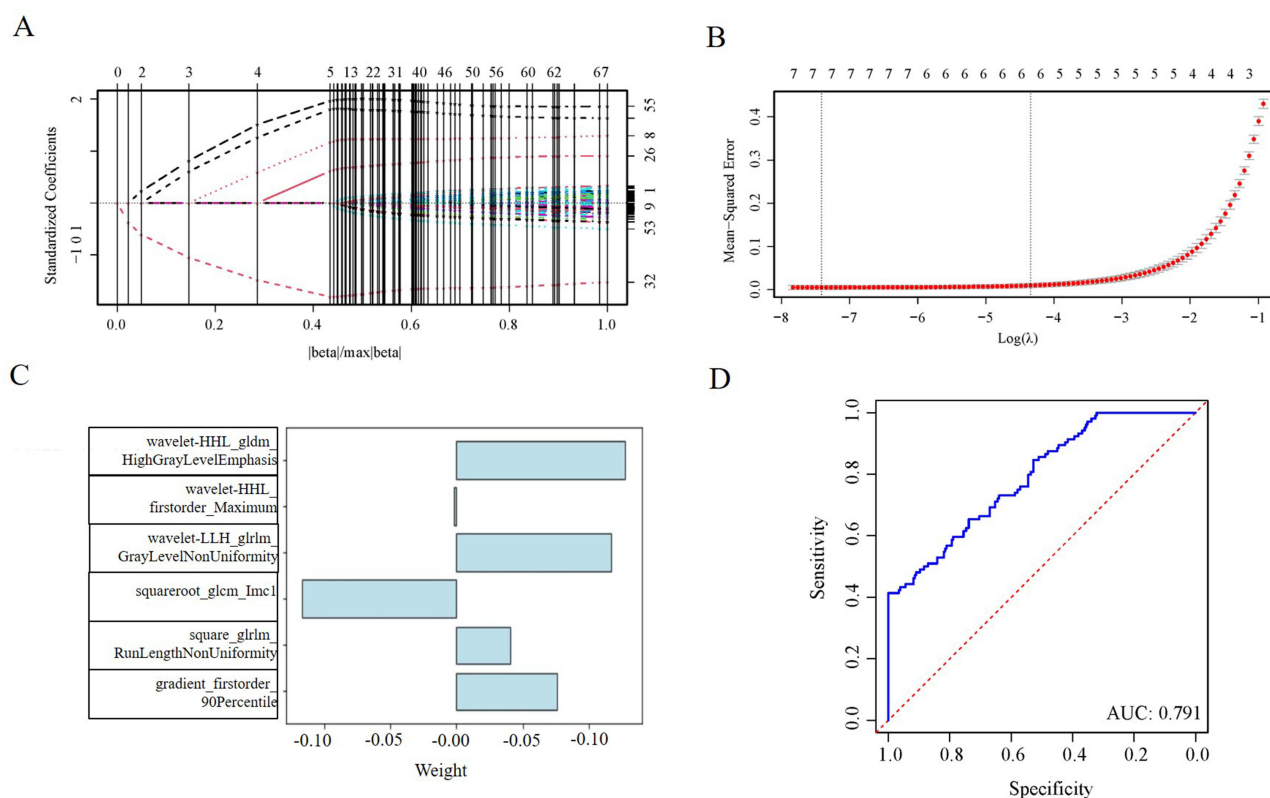 A
0 2 3 4 5 13 22 31 40 46 50 56 60 62 67
Standardized Coefficients
2
−1 0 1
55
8
26
1
9
53
32
0.0 0.2 0.4 0.6 0.8 1.0
|beta|/max|beta|
B
7 7 7 7 7 7 7 6 6 6 6 6 6 6 5 5 5 5 5 5 5 4 4 4 3
Mean−Squared Error
0.4
0.3
0.2
0.1
0.0
−8 −7 −6 −5 −4 −3 −2 −1
Log(λ)
C
wavelet-HHL_gldm_
HighGrayLevelEmphasis
wavelet-HHL_
firstorder_Maximum
wavelet-LLH_glrlm_
GrayLevelNonUniformity
squareroot_glcm_Imc1
square_glrlm_
RunLengthNonUniformity
gradient_firstorder_
90Percentile
-0.10 -0.05 -0.00 -0.05 -0.10
Weight
D
Sensitivity
1.0
0.8
0.6
0.4
0.2
0.0
AUC: 0.791
1.0 0.8 0.6 0.4 0.2 0.0
Specificity